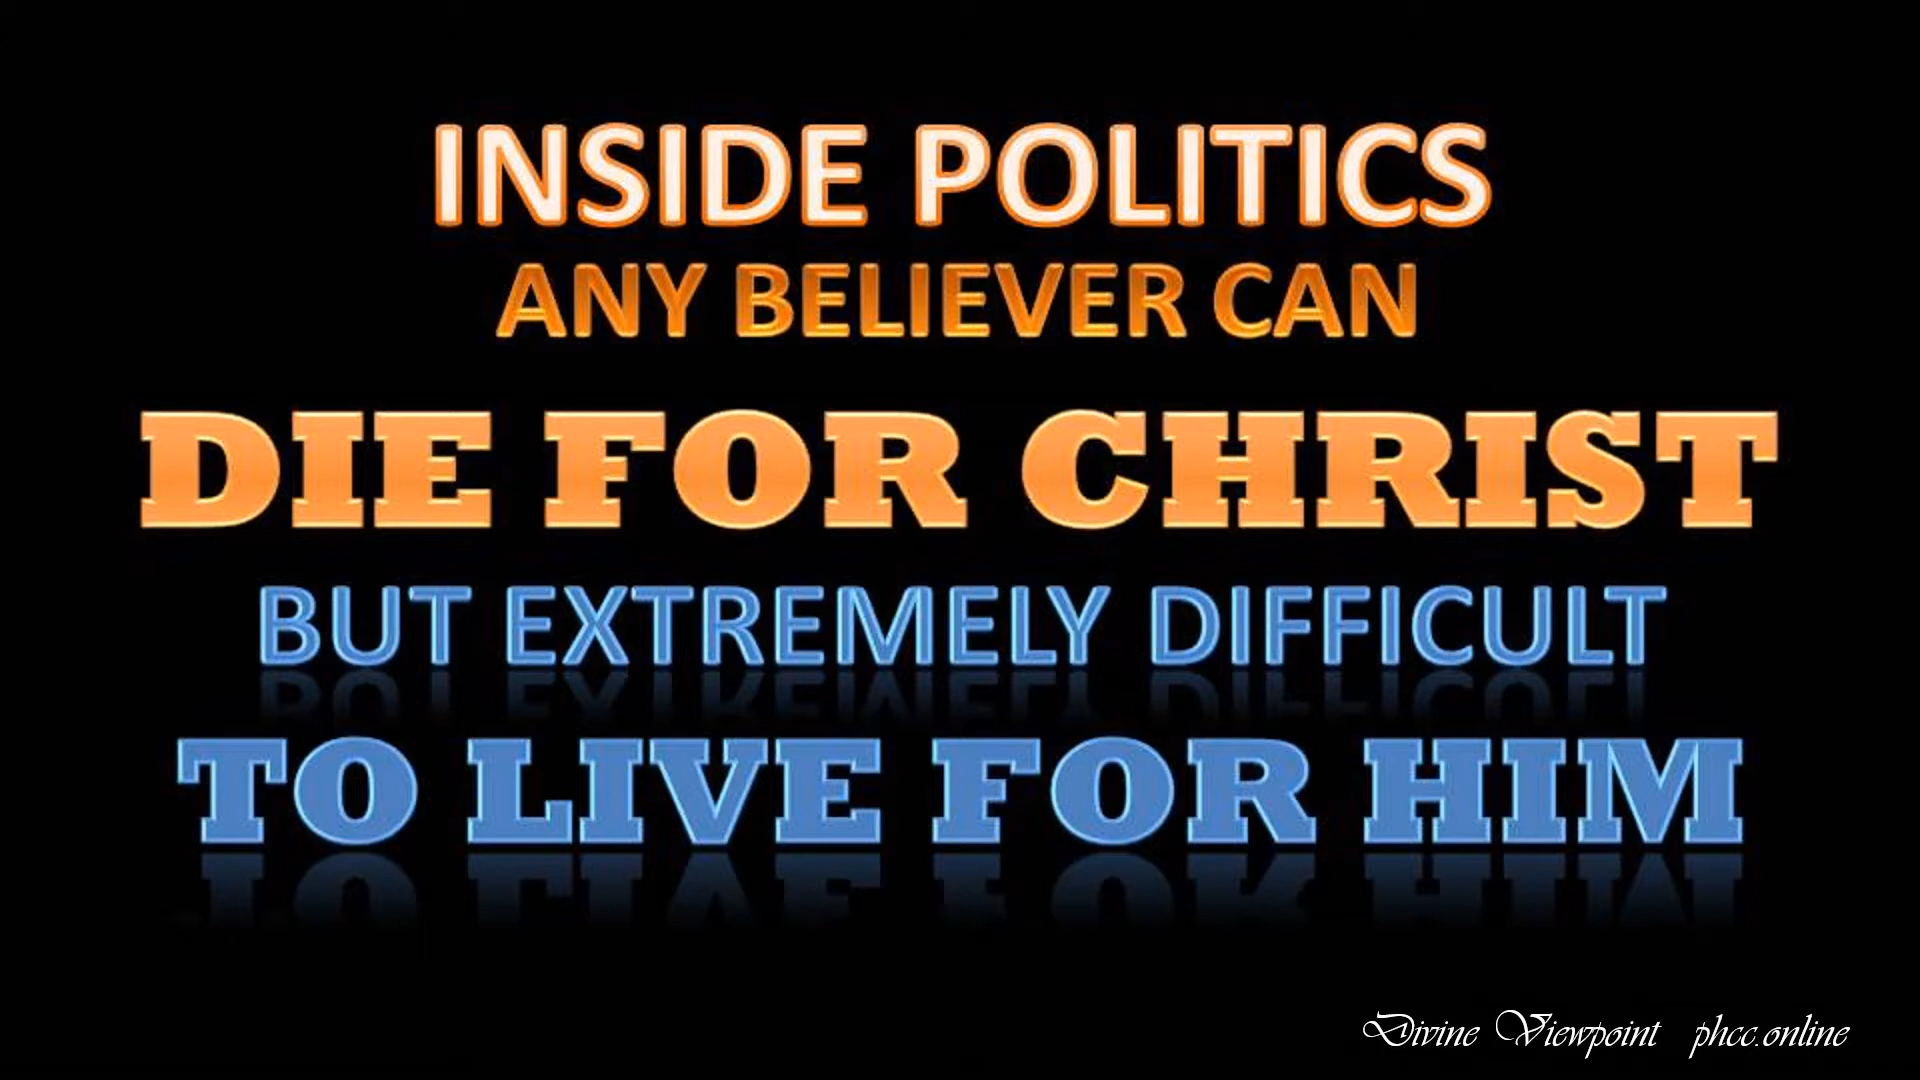 INSIDE POLITICS
ANY BELIEVER CAN
DIE FOR CHRIST
BUT EXTREMELY DIFFICULT
TO LIVE FOR HIM
Divine Viewpoint phcc.online